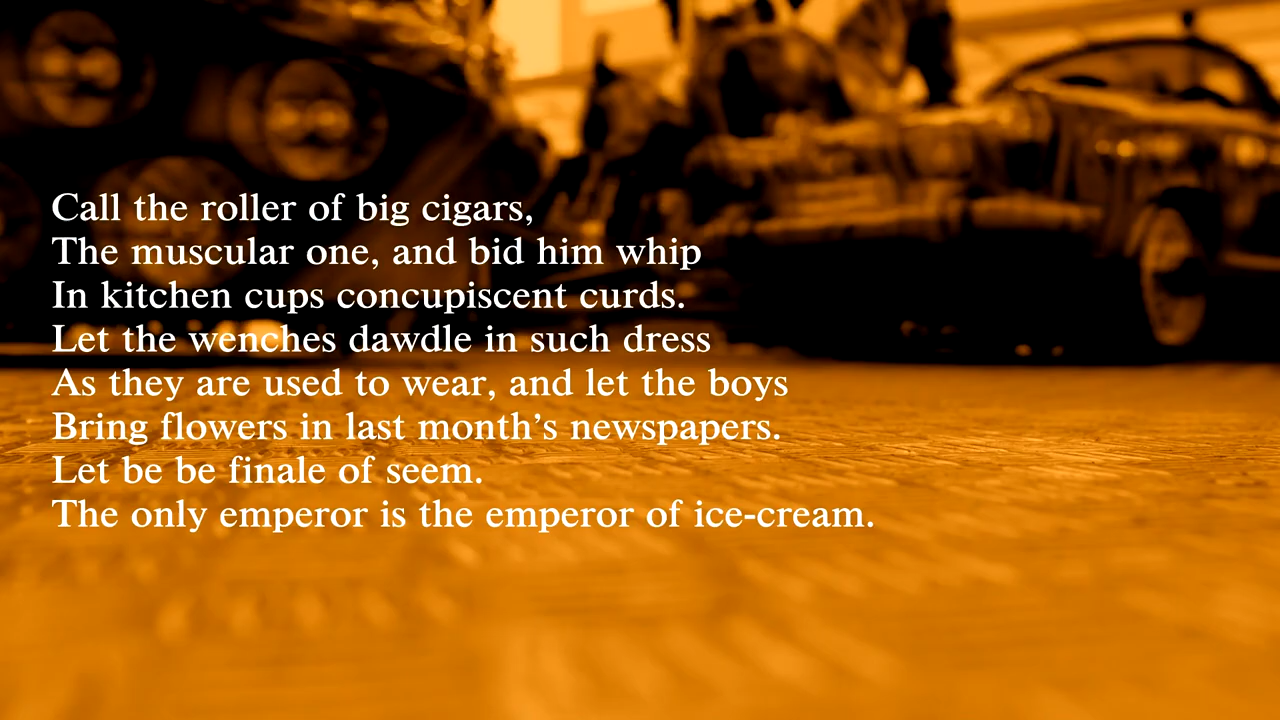 Call the roller of big cigars,
The muscular one, and bid him whip
In kitchen cups concupiscent curds.
Let the wenches dawdle in such dress
As they are used to wear, and let the boys
Bring flowers in last month’s newspapers.
Let be be finale of seem.
The only emperor is the emperor of ice-cream.